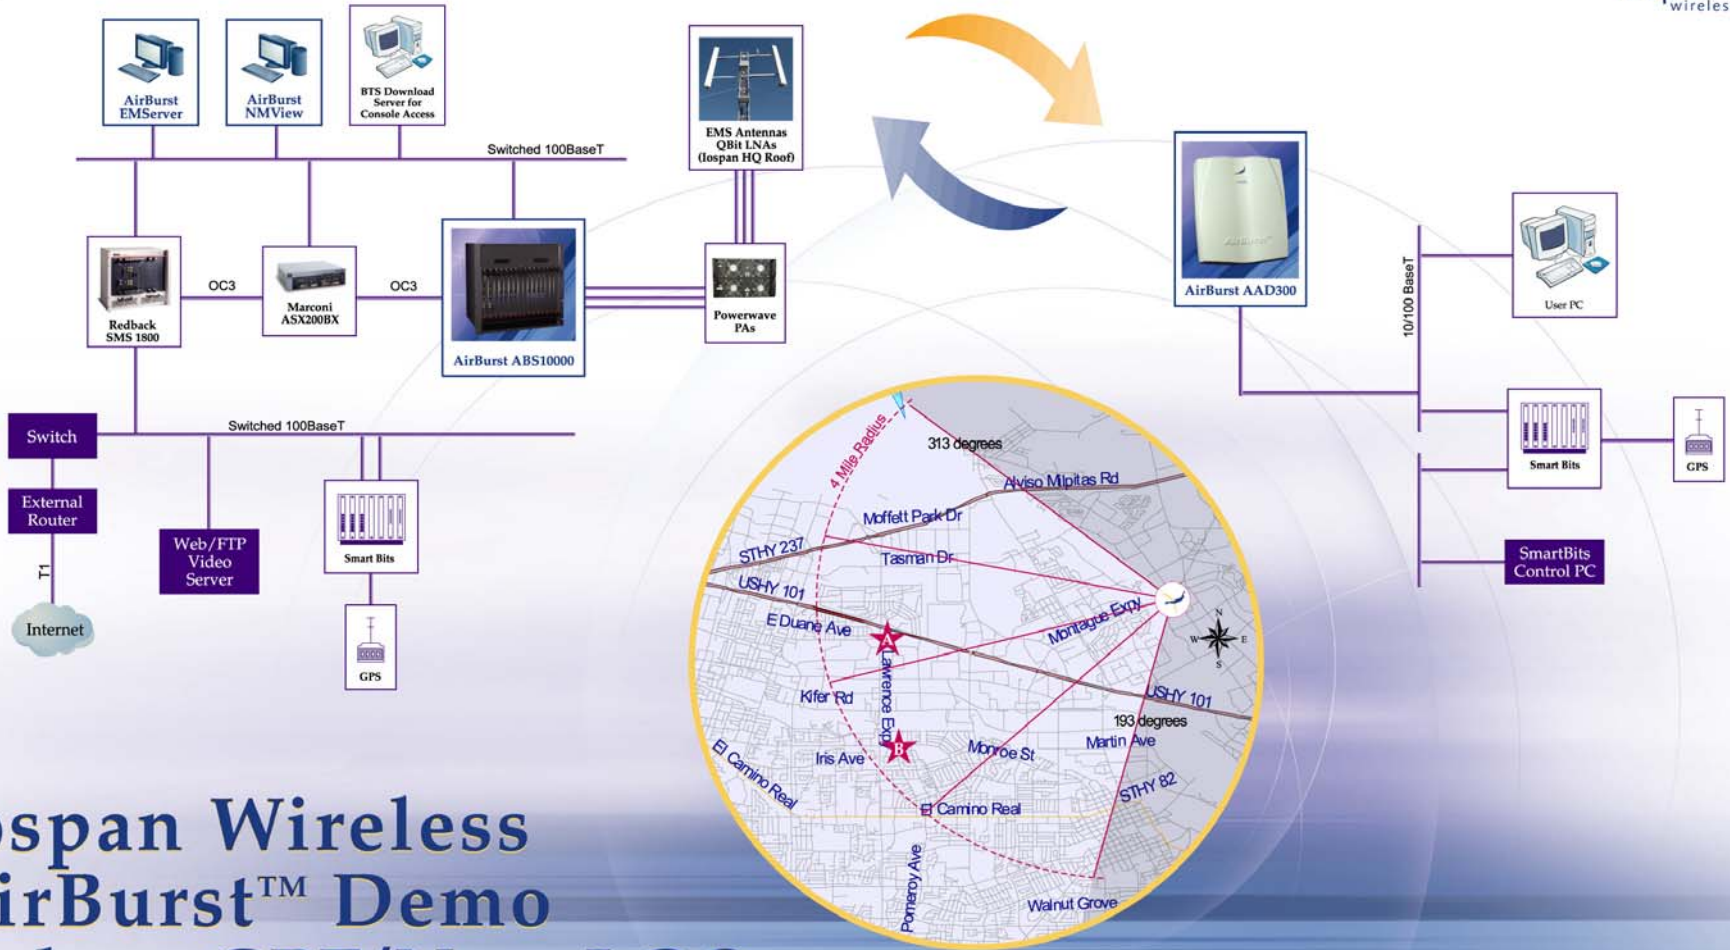 wireles
AirBurst
EMServer
AirBurst
NMView
BTS Download
Server for
Console Access
Switched 100BaseT
EMS Antennas
QBit LNAs
(Iospan HQ Roof)
Redback
SMS 1800
OC3
Marconi
ASX200BX
OC3
AirBurst ABS10000
Powerwave
PAs
AirBurst AAD300
10/100 BaseT
User PC
Smart Bits
GPS
SmartBits
Control PC
Switch
Switched 100BaseT
External
Router
T1
Internet
Web/FTP
Video
Server
Smart Bits
GPS
4 Mile Radius
313 degrees
Alviso Milpitas Rd
Moffett Park Dr
STHY 237
Tasman Dr
USHY 101
E Duane Ave
Montague Expy
N
W E
S
A
Lawrence Expy
Kifer Rd
USHY 101
193 degrees
B
Iris Ave
Monroe St
Martin Ave
El Camino Real
STHY 82
El Camino Real
Pomeroy Ave
Walnut Grove
ospan Wireless
irBurst™ Demo